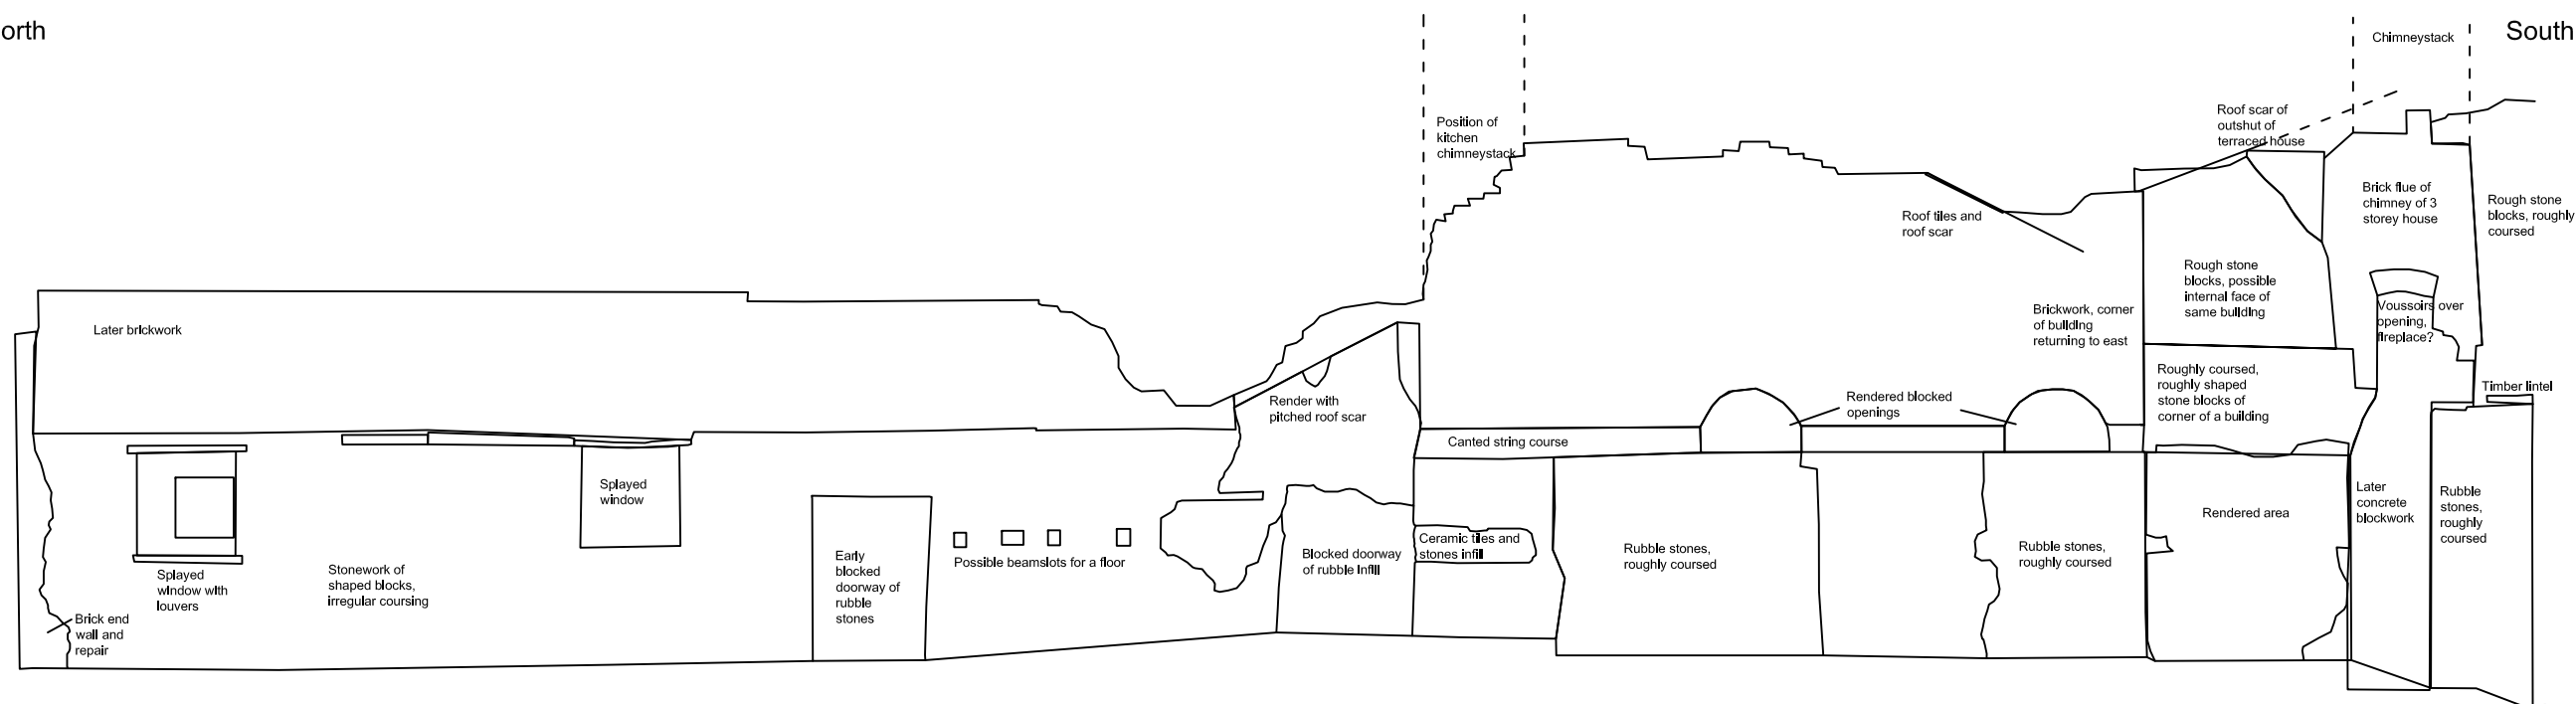 orth
South
Chimneystack
Position of
kitchen
chimneystack
Roof scar of
outshut of
terraced house
Brick flue of
chimney of 3
storey house
Rough stone
blocks, roughly
coursed
Roof tiles and
roof scar
Rough stone
blocks, possible
internal face of
same building
Later brickwork
Brickwork, corner
of building
returning to east
Voussoirs over
opening,
fireplace?
Roughly coursed,
roughly shaped
stone blocks of
corner of a building
Timber lintel
Render with
pitched roof scar
Rendered blocked
openings
Canted string course
Splayed
window
Later
concrete
blockwork
Rubble
stones,
roughly
coursed
Rendered area
Early
blocked
doorway of
rubble
stones
Possible beamslots for a floor
Blocked doorway
of rubble infill
Ceramic tiles and
stones infill
Rubble stones,
roughly coursed
Rubble stones,
roughly coursed
Splayed
window with
louvers
Stonework of
shaped blocks,
irregular coursing
Brick end
wall and
repair